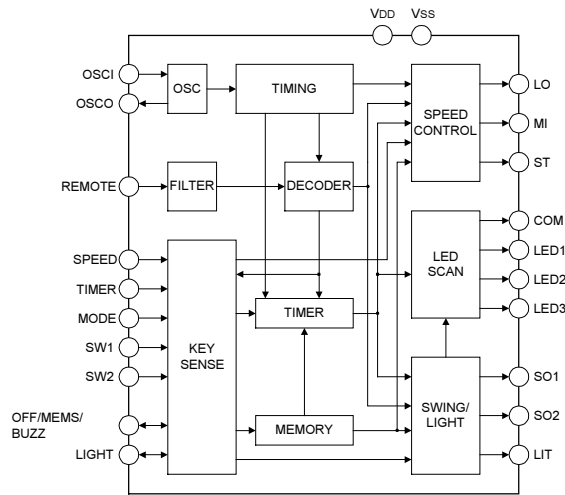 VDD VSS
OSCI
OSCO
OSC
TIMING
SPEED
CONTROL
LO
MI
ST
REMOTE
FILTER
DECODER
SPEED
TIMER
MODE
SW1
SW2
OFF/MEMS/
BUZZ
LIGHT
KEY
SENSE
TIMER
MEMORY
LED
SCAN
COM
LED1
LED2
LED3
SWING/
LIGHT
SO1
SO2
LIT